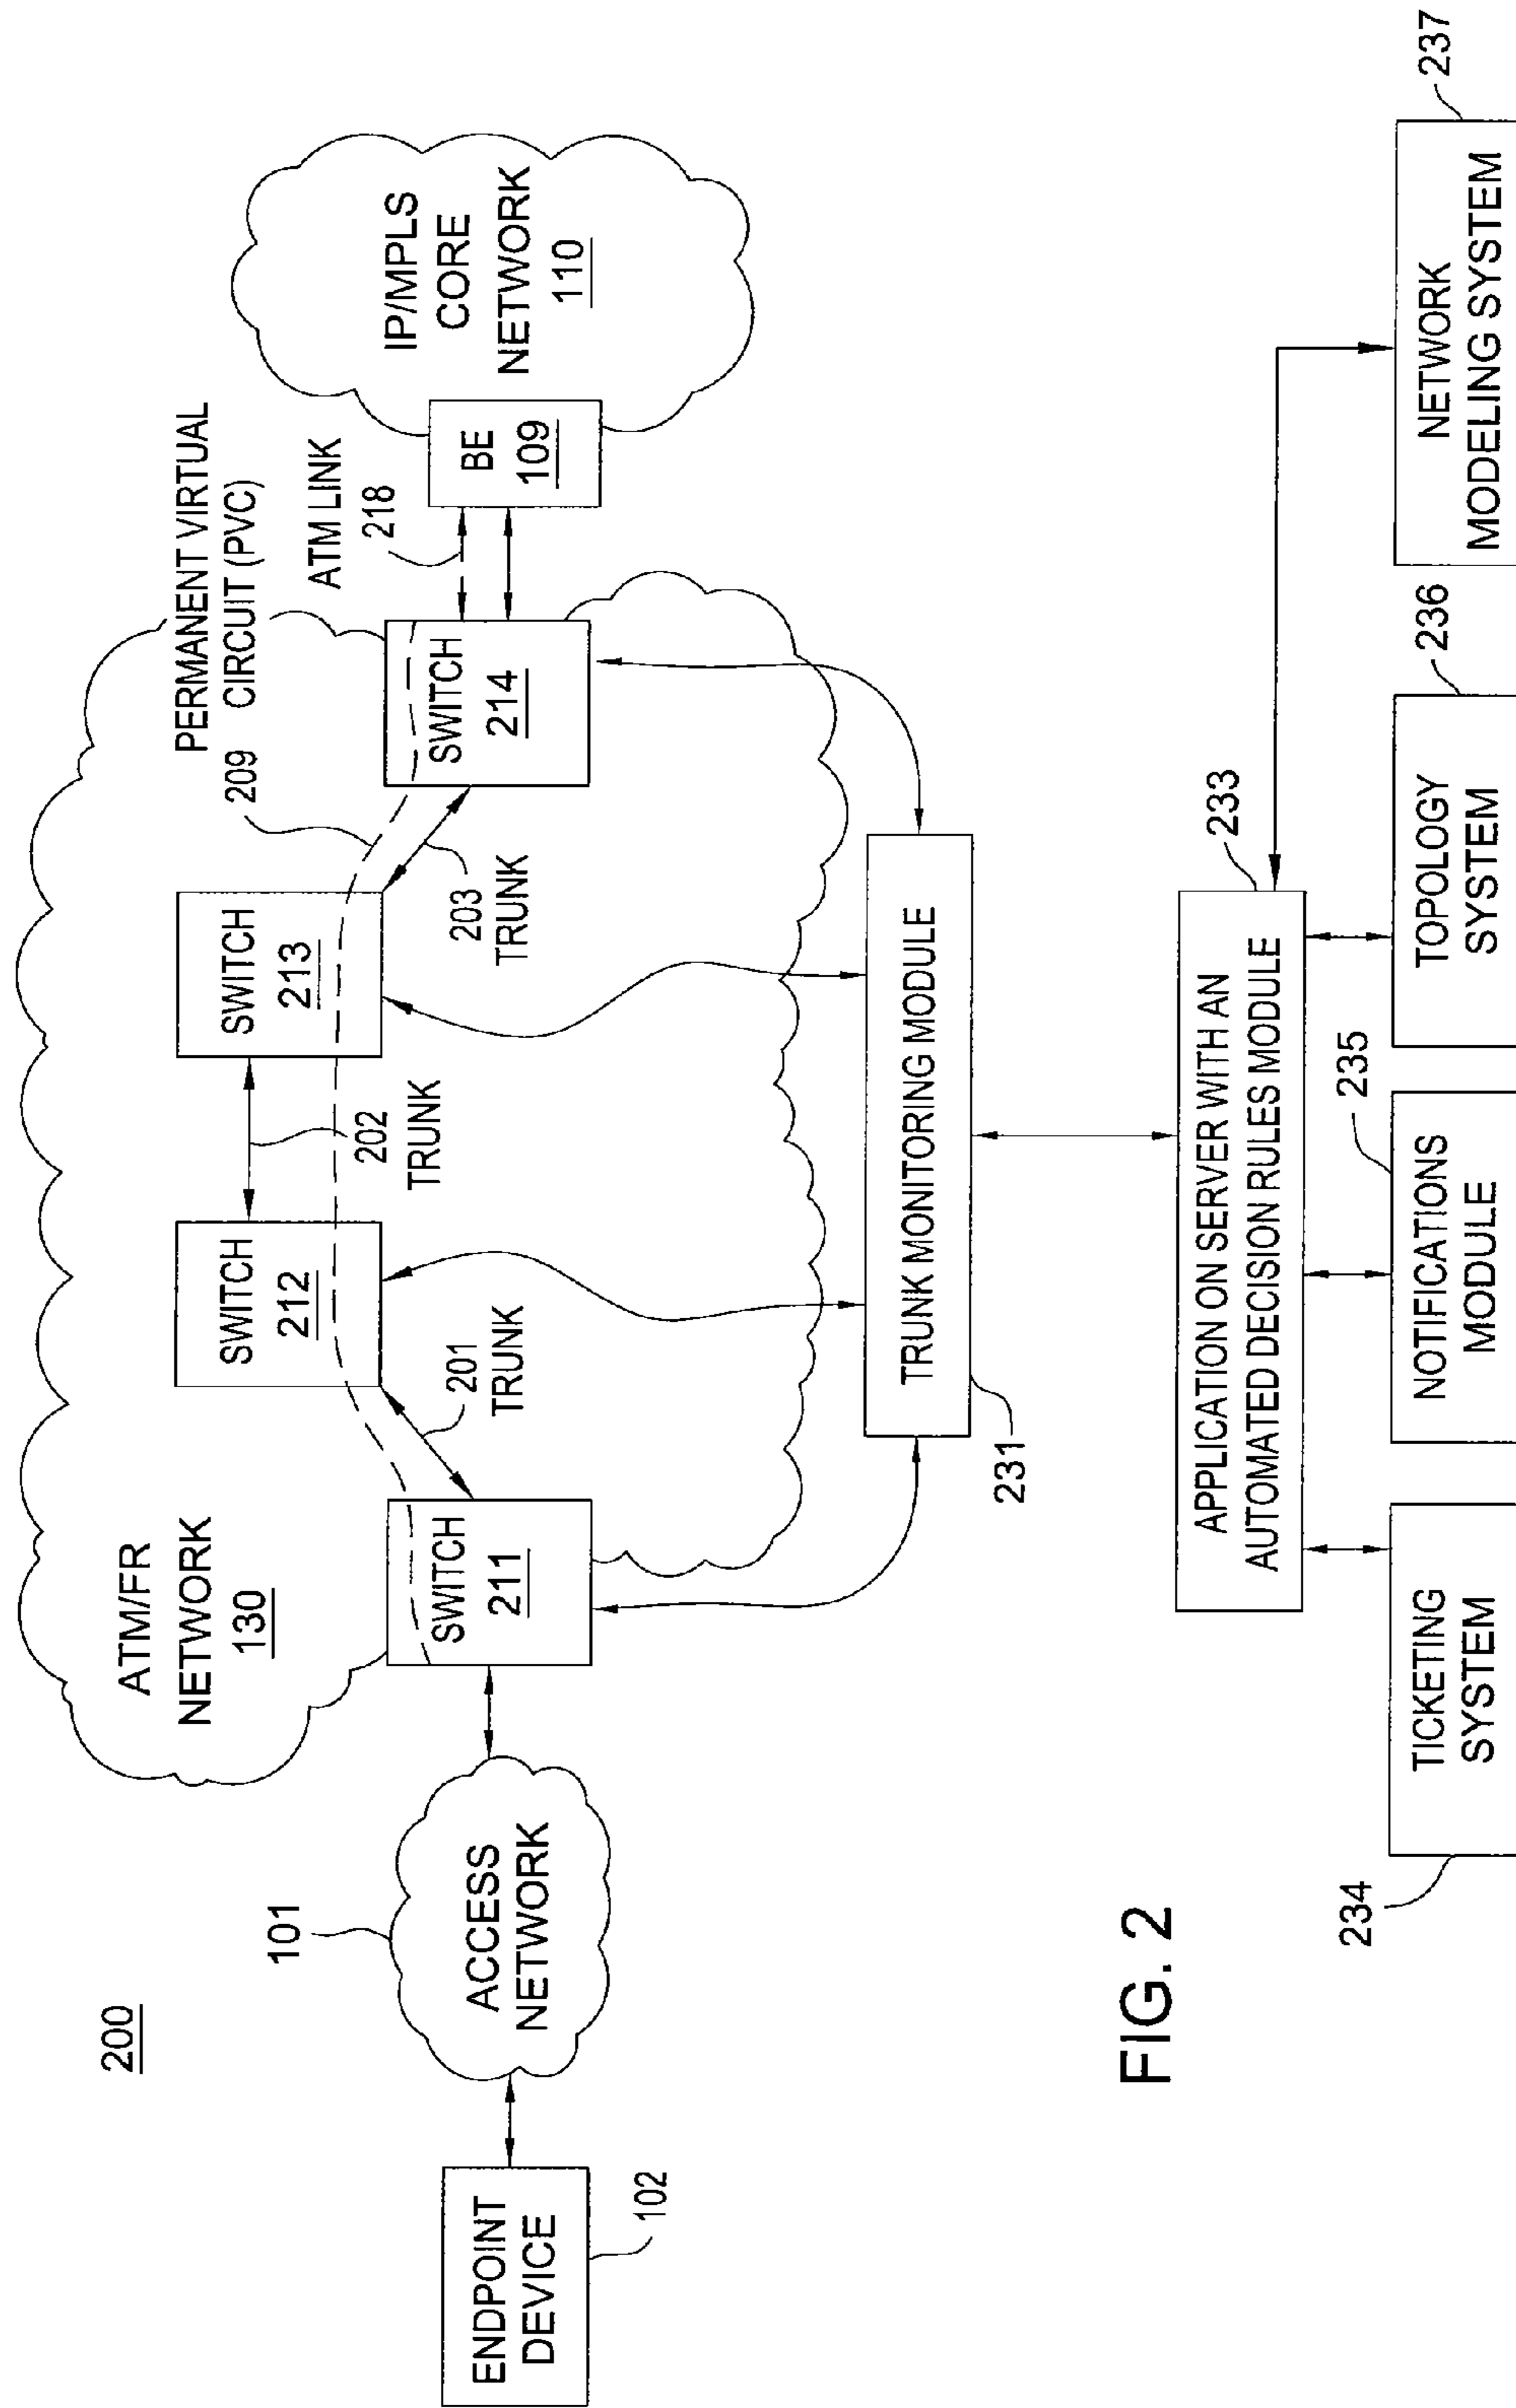 200
ATM/FR
NETWORK
130
PERMANENT VIRTUAL
209 CIRCUIT (PVC)
ATM LINK
218
IP/MPLS
CORE
NETWORK
110
BE
109
SWITCH
212
SWITCH
213
SWITCH
211
SWITCH
214
202
TRUNK
201
TRUNK
203
TRUNK
101
ACCESS
NETWORK
ENDPOINT
DEVICE
102
TRUNK MONITORING MODULE
231
233
APPLICATION ON SERVER WITH AN
AUTOMATED DECISION RULES MODULE
FIG. 2
234
TICKETING
SYSTEM
235
NOTIFICATIONS
MODULE
236
TOPOLOGY
SYSTEM
237
NETWORK
MODELING SYSTEM